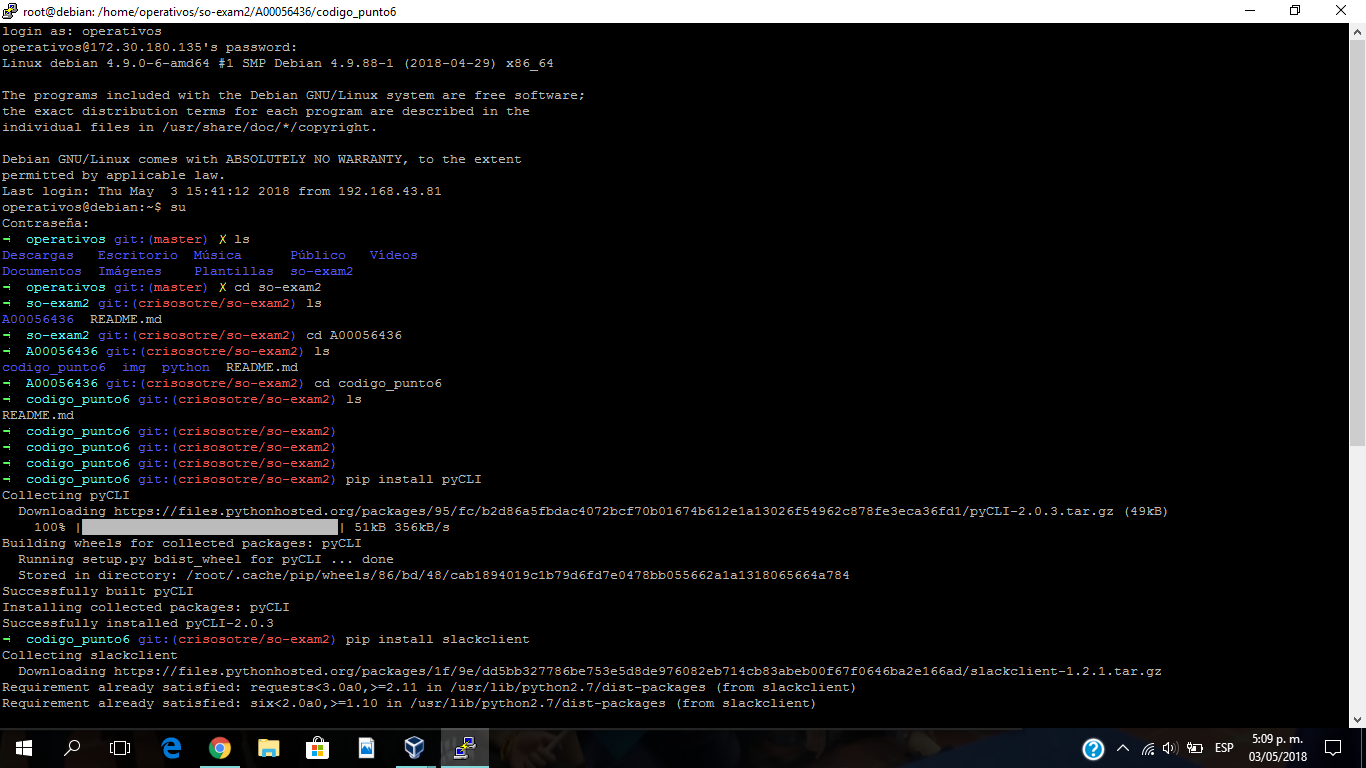 root@debian: /home/operativos/so-exam2/A00056436/codigo_punto6
login as: operativos
operativos@172.30.180.135's password:
Linux debian 4.9.0-6-amd64 #1 SMP Debian 4.9.88-1 (2018-04-29) x86_64
The programs included with the Debian GNU/Linux system are free software;
the exact distribution terms for each program are described in the
individual files in /usr/share/doc/*/copyright.
Debian GNU/Linux comes with ABSOLUTELY NO WARRANTY, to the extent
permitted by applicable law.
Last login: Thu May  3 15:41:12 2018 from 192.168.43.81
operativos@debian:~$ su
Contraseña:
→  operativos git:(master) ✗ ls
Descargas   Escritorio  Música      Público   Vídeos
Documentos  Imágenes    Plantillas  so-exam2
→  operativos git:(master) ✗ cd so-exam2
→  so-exam2 git:(crisosotre/so-exam2) ls
A00056436  README.md
→  so-exam2 git:(crisosotre/so-exam2) cd A00056436
→  A00056436 git:(crisosotre/so-exam2) ls
codigo_punto6  img  python  README.md
→  A00056436 git:(crisosotre/so-exam2) cd codigo_punto6
→  codigo_punto6 git:(crisosotre/so-exam2) ls
README.md
→  codigo_punto6 git:(crisosotre/so-exam2)
→  codigo_punto6 git:(crisosotre/so-exam2)
→  codigo_punto6 git:(crisosotre/so-exam2)
→  codigo_punto6 git:(crisosotre/so-exam2) pip install pyCLI
Collecting pyCLI
  Downloading https://files.pythonhosted.org/packages/95/fc/b2d86a5fbdac4072bcf70b01674b612e1a13026f54962c878fe3eca36fd1/pyCLI-2.0.3.tar.gz (49kB)
    100% |████████████████████████████████| 51kB 356kB/s
Building wheels for collected packages: pyCLI
  Running setup.py bdist_wheel for pyCLI ... done
  Stored in directory: /root/.cache/pip/wheels/86/bd/48/cab1894019c1b79d6fd7e0478bb055662a1a1318065664a784
Successfully built pyCLI
Installing collected packages: pyCLI
Successfully installed pyCLI-2.0.3
→  codigo_punto6 git:(crisosotre/so-exam2) pip install slackclient
Collecting slackclient
  Downloading https://files.pythonhosted.org/packages/1f/9e/dd5bb327786be753e5d8de976082eb714cb83abeb00f67f0646ba2e166ad/slackclient-1.2.1.tar.gz
Requirement already satisfied: requests<3.0a0,>=2.11 in /usr/lib/python2.7/dist-packages (from slackclient)
Requirement already satisfied: six<2.0a0,>=1.10 in /usr/lib/python2.7/dist-packages (from slackclient)
ESP
5:09 p. m.
03/05/2018